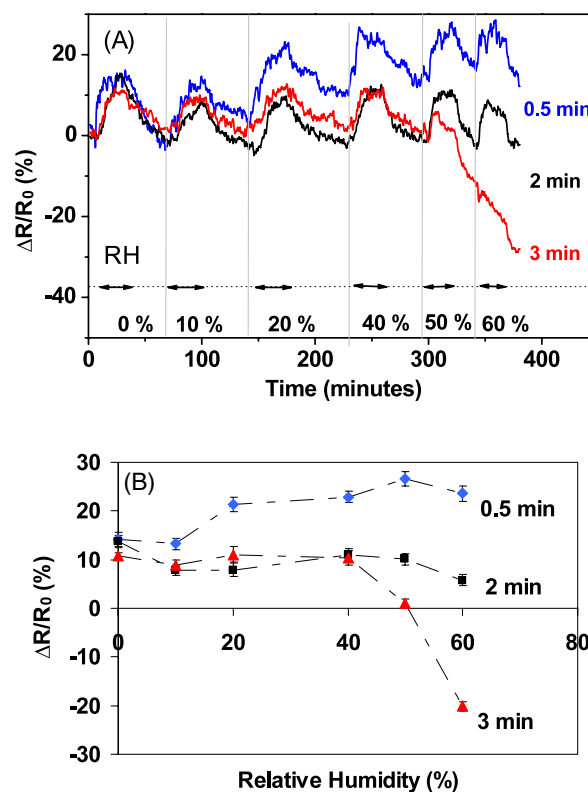 (A)
20
0
-20
-40
ΔR/R₀ (%)
0.5 min
2 min
3 min
RH
0 % 10 % 20 % 40 % 50 % 60 %
0 100 200 300 400
Time (minutes)
(B)
30
20
10
0
-10
-20
-30
ΔR/R₀ (%)
0.5 min
2 min
3 min
0 20 40 60 80
Relative Humidity (%)